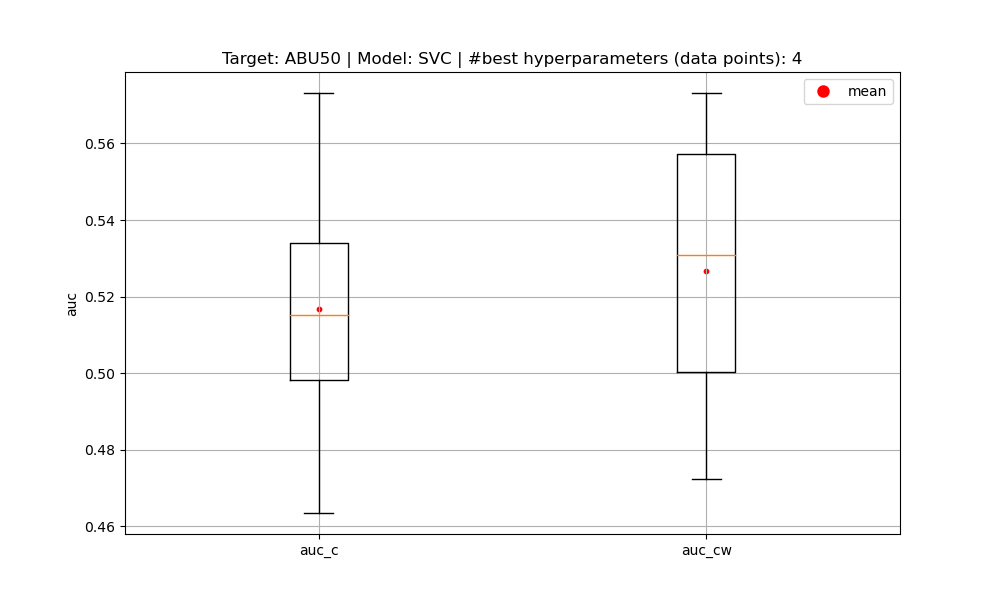 Target: ABU50 | Model: SVC | #best hyperparameters (data points): 4
mean
0.56
0.54
0.52
0.50
0.48
0.46
auc
auc_c
auc_cw